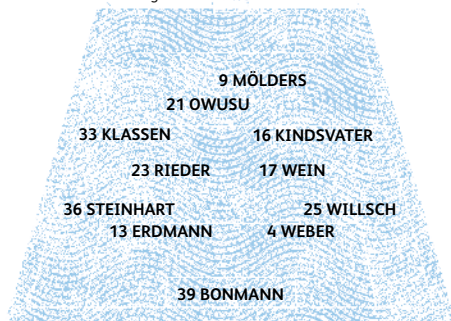 9 MÖLDERS
21 OWUSU
33 KLASSEN 16 KINDSVATER
23 RIEDER 17 WEIN
36 STEINHART 25 WILLSCH
13 ERDMANN 4 WEBER
39 BONMANN